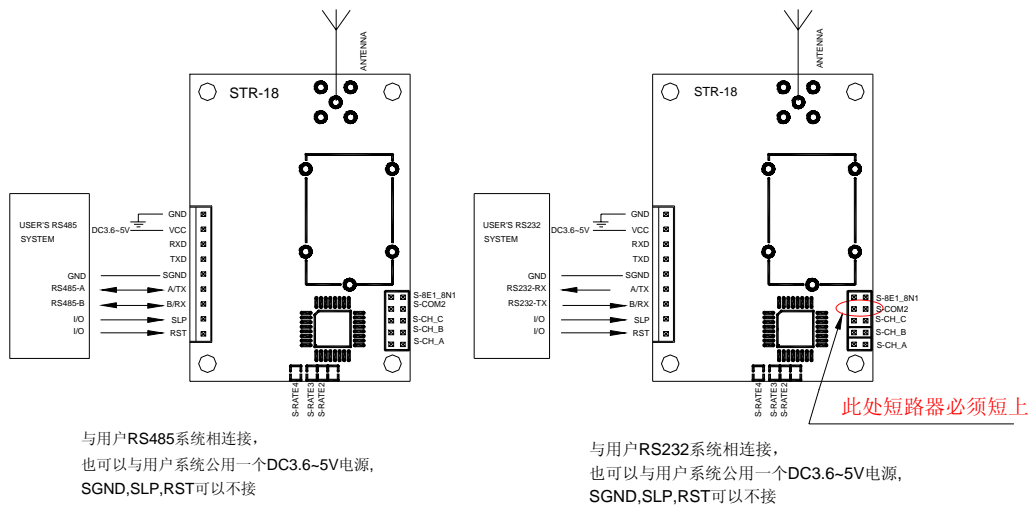 ANTENNA
STR-18
USER'S RS485
SYSTEM
DC3.6~5V
GND
VCC
RXD
TXD
GND
SGND
RS485-A
A/TX
RS485-B
B/RX
I/O
SLP
I/O
RST
S-8E1_8N1
S-COM2
S-CH_C
S-CH_B
S-CH_A
S-RATE4
S-RATE3
S-RATE2
与用户RS485系统相连接，
也可以与用户系统公用一个DC3.6~5V电源,
SGND,SLP,RST可以不接
ANTENNA
STR-18
USER'S RS232
SYSTEM
DC3.6~5V
GND
VCC
RXD
TXD
GND
SGND
RS232-RX
A/TX
RS232-TX
B/RX
I/O
SLP
I/O
RST
S-8E1_8N1
S-COM2
S-CH_C
S-CH_B
S-CH_A
S-RATE4
S-RATE3
S-RATE2
此处短路器必须短上
与用户RS232系统相连接，
也可以与用户系统公用一个DC3.6~5V电源,
SGND,SLP,RST可以不接